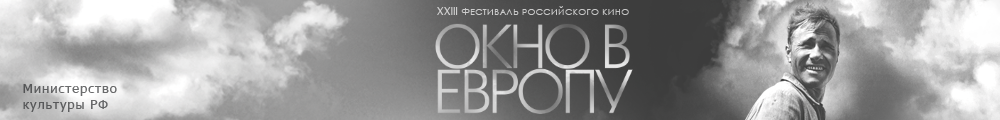 XXIII ФЕСТИВАЛЬ РОССИЙСКОГО КИНО
ОКНО В
ЕВРОПУ
Министерство
культуры РФ